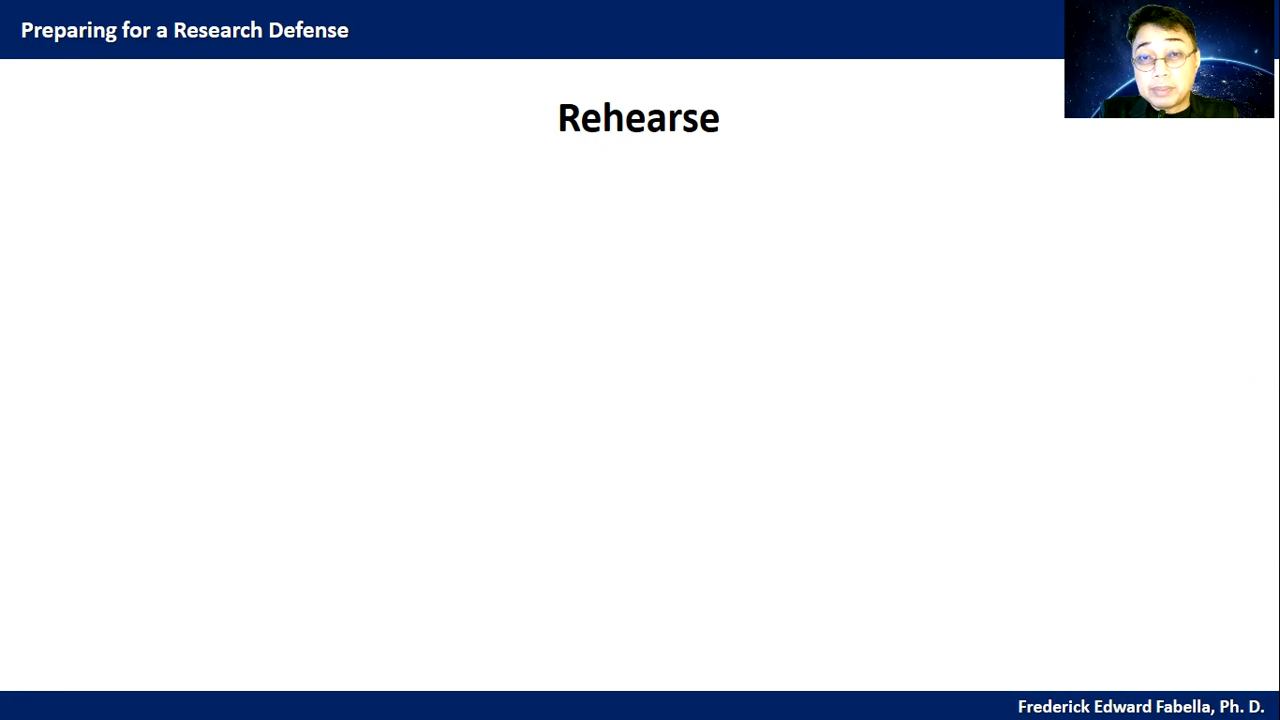 Preparing for a Research Defense
Rehearse
Frederick Edward Fabella, Ph. D.